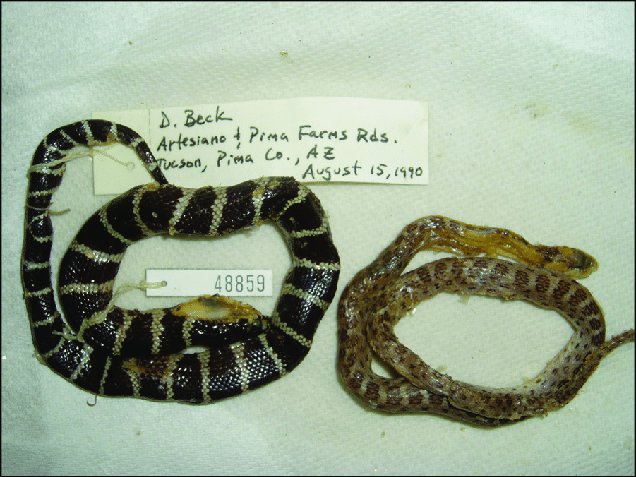 D. Beck
Artesiano & Pima Farms Rds.
Tucson, Pima Co., AZ
August 15, 1990
48859